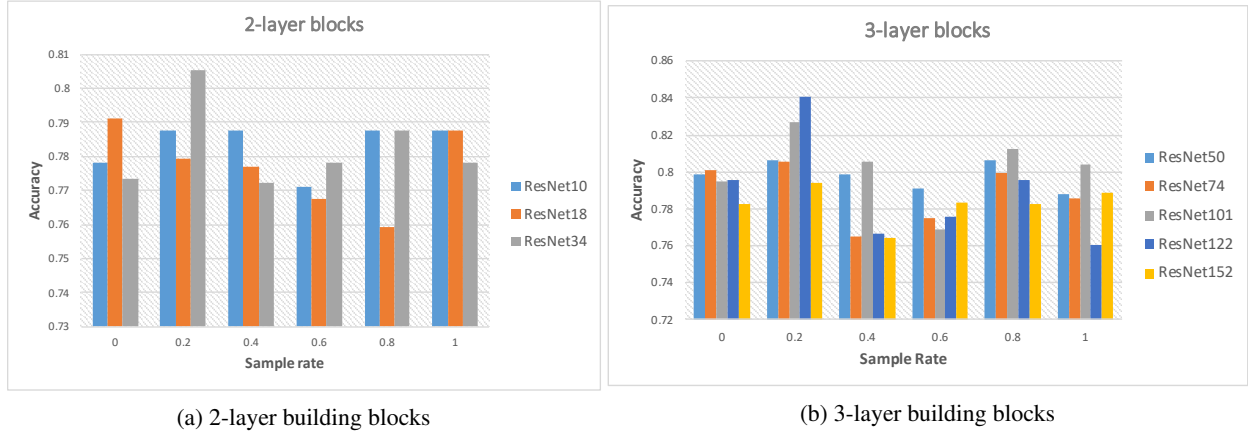 2-layer blocks
0.81
0.8
0.79
0.78
0.77
0.76
0.75
0.74
0.73
Accuracy
0 0.2 0.4 0.6 0.8 1
Sample rate
ResNet10
ResNet18
ResNet34
(a) 2-layer building blocks
3-layer blocks
0.86
0.84
0.82
0.8
0.78
0.76
0.74
0.72
Accuracy
0 0.2 0.4 0.6 0.8 1
Sample Rate
ResNet50
ResNet74
ResNet101
ResNet122
ResNet152
(b) 3-layer building blocks